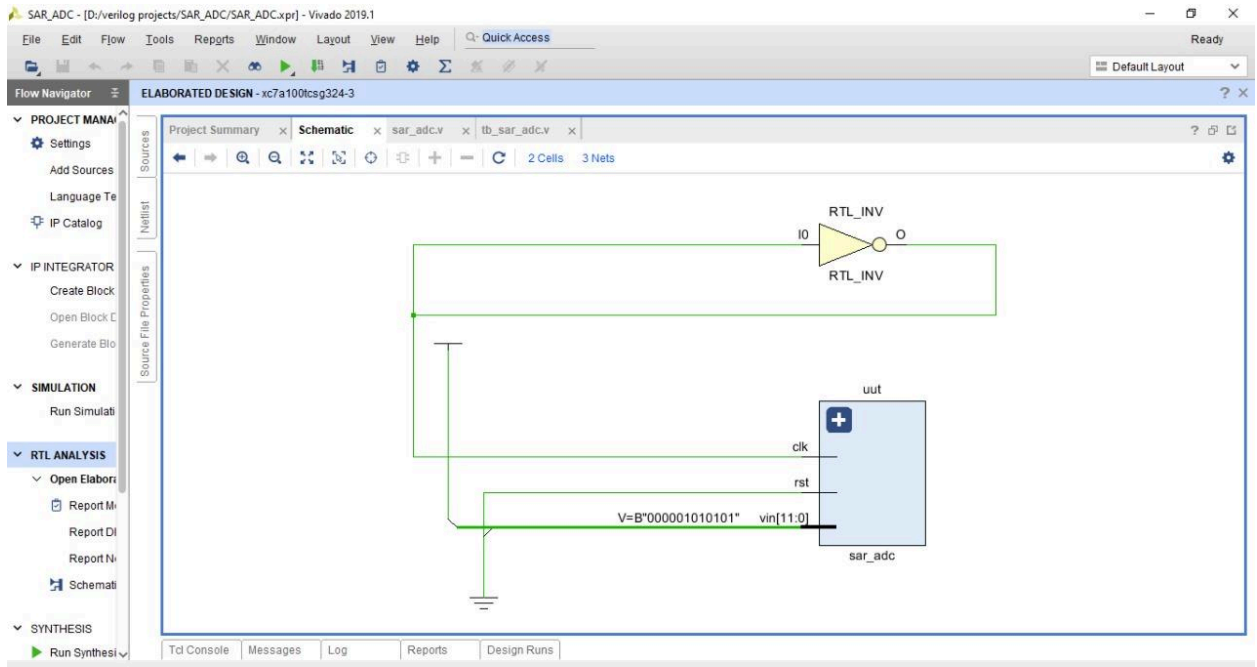 SAR_ADC - [D:/verilog projects/SAR_ADC/SAR_ADC.xpr] - Vivado 2019.1
File Edit Flow Tools Reports Window Layout View Help Quick Access
Ready
Default Layout
Flow Navigator
ELABORATED DESIGN - xc7a100tcsg324-3
PROJECT MANA
Settings
Add Sources
Language Te
IP Catalog
IP INTEGRATOR
Create Block
Open Block D
Generate Blo
SIMULATION
Run Simulati
RTL ANALYSIS
Open Elabora
Report M
Report DR
Report N
Schemati
SYNTHESIS
Run Synthesi
Sources
Netlist
Source File Properties
Project Summary Schematic sar_adc.v tb_sar_adc.v
2 Cells 3 Nets
RTL_INV
I0 O
RTL_INV
uut
clk
rst
V=B"000001010101" vin[11:0]
sar_adc
Tcl Console Messages Log Reports Design Runs